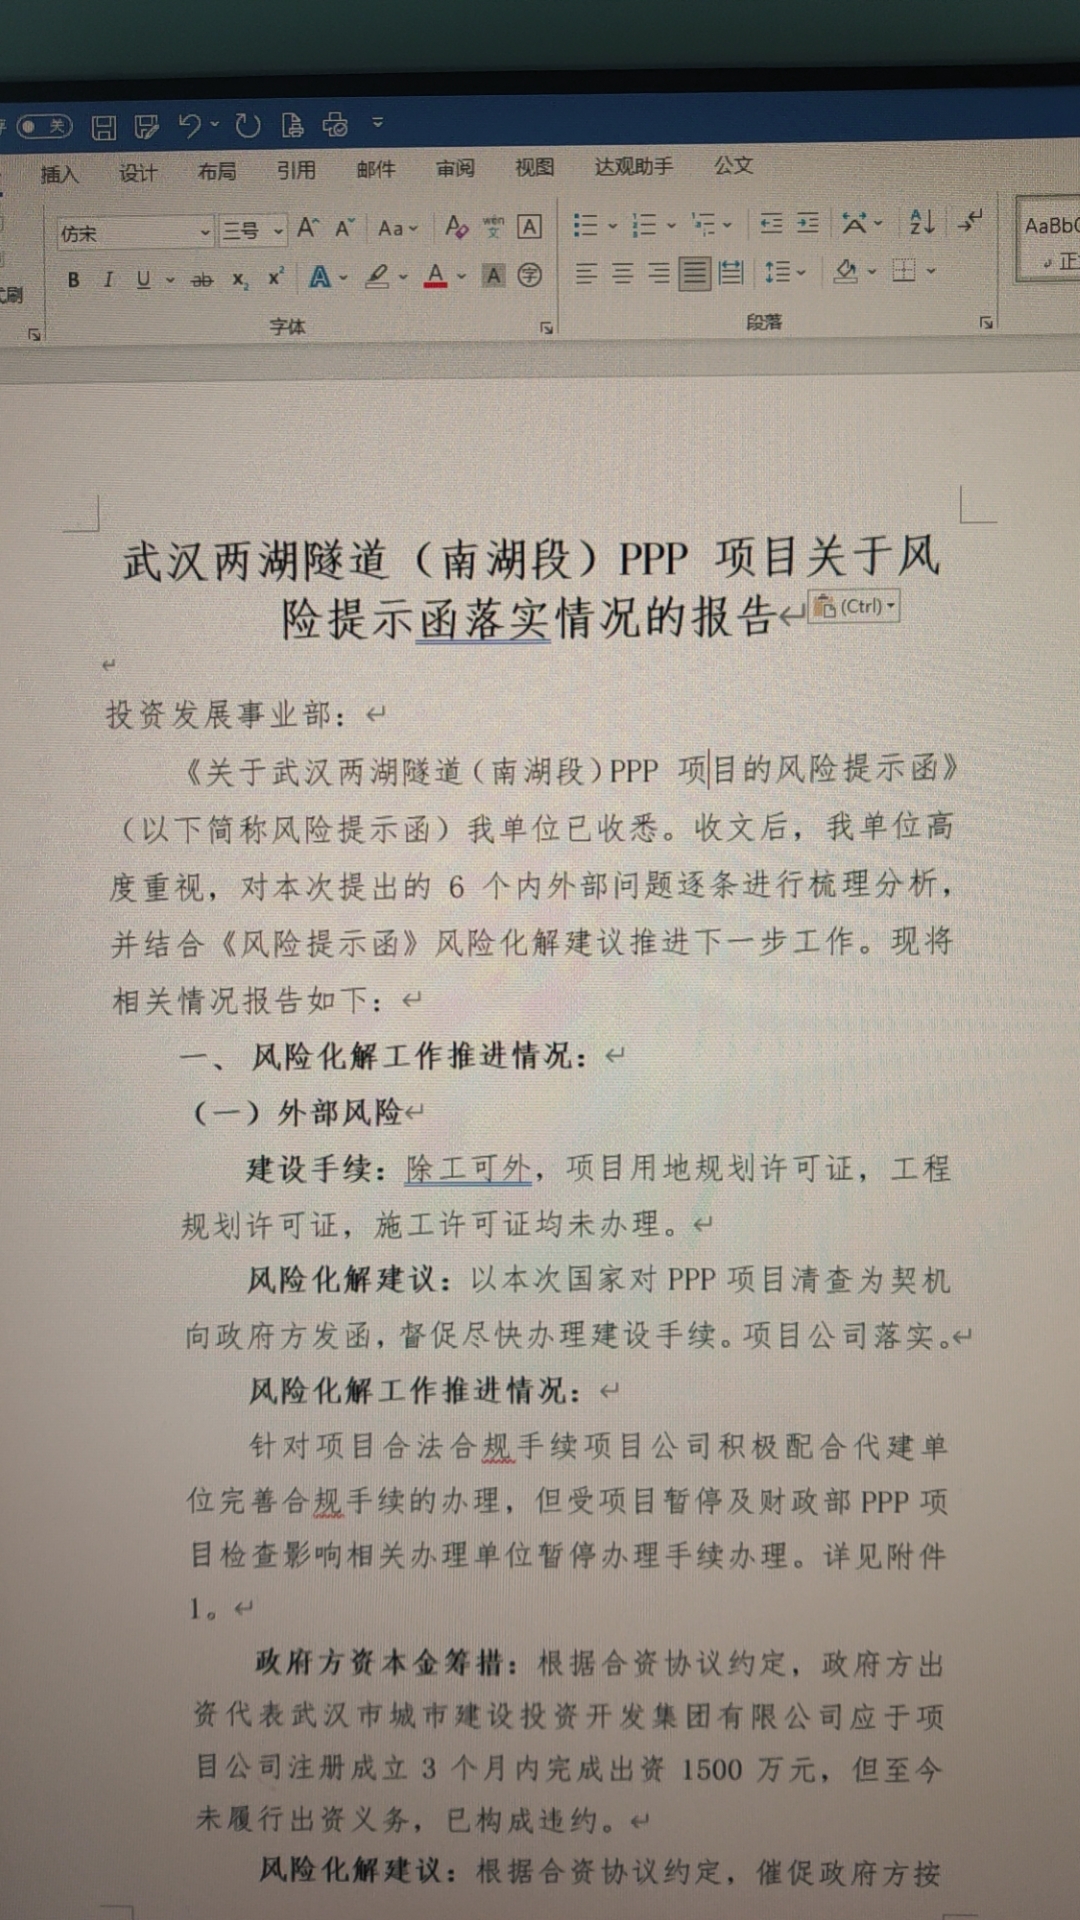 关
插入 设计 布局 引用 邮件 审阅 视图 达观助手 公文
仿宋 三号 Aa wén 文 A AaBbC
B I U ab x₂ x² A A A 字 正
刷
字体 段落
武汉两湖隧道（南湖段）PPP 项目关于风
险提示函落实情况的报告
(Ctrl)
投资发展事业部：
《关于武汉两湖隧道（南湖段)PPP 项目的风险提示函》
（以下简称风险提示函）我单位已收悉。收文后，我单位高
度重视，对本次提出的 6 个内外部问题逐条进行梳理分析，
并结合《风险提示函》风险化解建议推进下一步工作。现将
相关情况报告如下：
一、 风险化解工作推进情况：
（一）外部风险
建设手续：除工可外，项目用地规划许可证，工程
规划许可证，施工许可证均未办理。
风险化解建议：以本次国家对 PPP 项目清查为契机
向政府方发函，督促尽快办理建设手续。项目公司落实。
风险化解工作推进情况：
针对项目合法合规手续项目公司积极配合代建单
位完善合规手续的办理，但受项目暂停及财政部 PPP 项
目检查影响相关办理单位暂停办理手续办理。详见附件
1。
政府方资本金筹措：根据合资协议约定，政府方出
资代表武汉市城市建设投资开发集团有限公司应于项
目公司注册成立 3 个月内完成出资 1500 万元，但至今
未履行出资义务，已构成违约。
风险化解建议：根据合资协议约定，催促政府方按